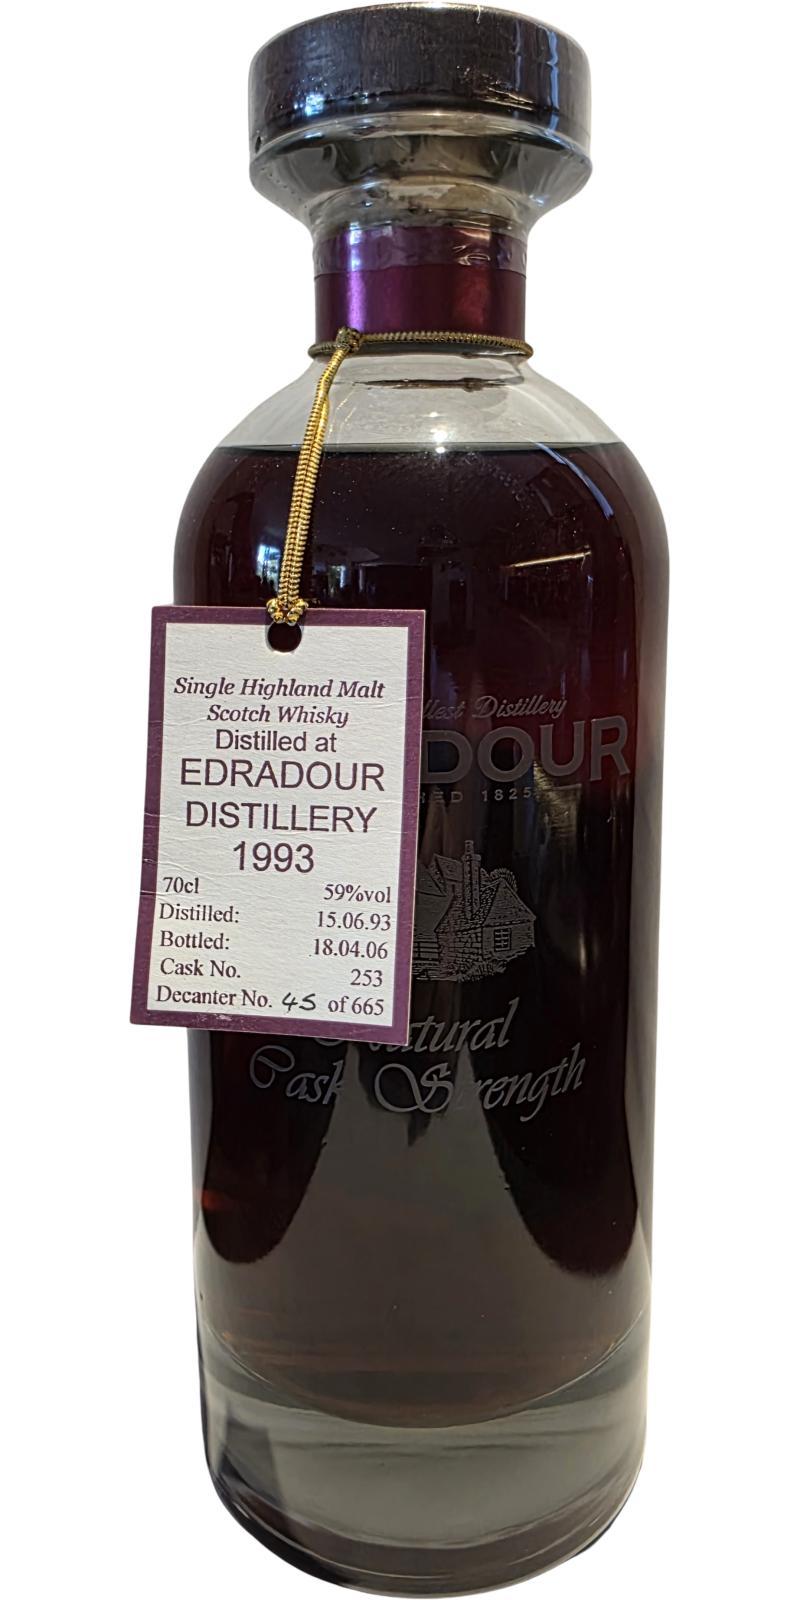 Single Highland Malt
Scotch Whisky
Distilled at
EDRADOUR
DISTILLERY
1993
70cl 59%vol
Distilled: 15.06.93
Bottled: 18.04.06
Cask No. 253
Decanter No. 45 of 665
Distillery
DOUR
1825
Natural
Cask Strength